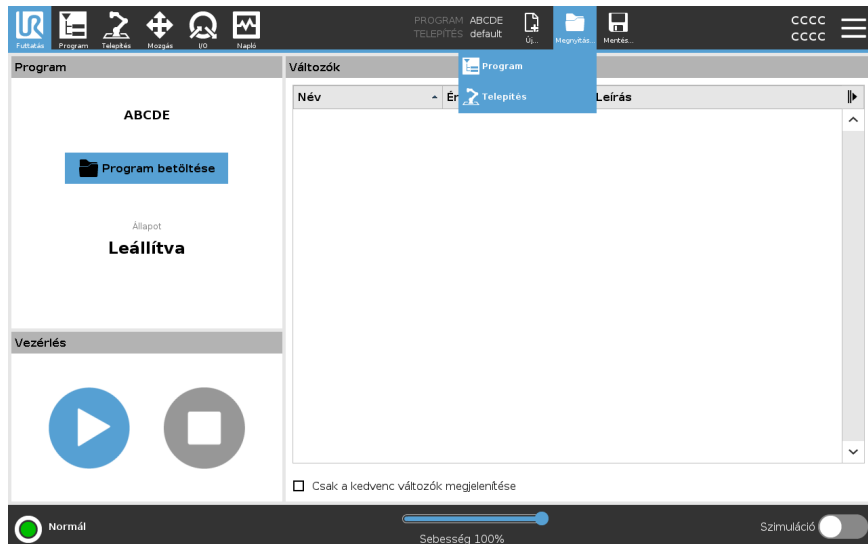 Futtatás Program Telepítés Mozgás I/O Napló
PROGRAM ABCDE
TELEPÍTÉS default
Új... Megnyitás... Mentés...
CCCC
CCCC
Program
Telepítés
Program
ABCDE
Program betöltése
Állapot
Leállítva
Vezérlés
Változók
Név Ér Leírás
Csak a kedvenc változók megjelenítése
Normál
Sebesség 100%
Szimuláció